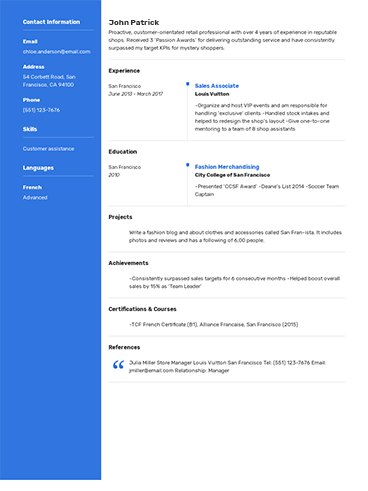 Contact Information
Email
chloe.anderson@email.com
Address
54 Corbett Road, San
Francisco, CA 94100
Phone
(551) 123-7676
Skills
Customer assistance
Languages
French
Advanced
John Patrick
Proactive, customer-orientated retail professional with over 4 years of experience in reputable
shops. Received 3 'Passion Awards' for delivering outstanding service and have consistently
surpassed my target KPIs for mystery shoppers.
Experience
San Francisco
June 2013 - March 2017
Sales Associate
Louis Vuitton
-Organize and host VIP events and am responsible for
handling 'exclusive' clients -Handled stock intakes and
helped to redesign the shop's layout -Give one-to-one
mentoring to a team of 8 shop assistants
Education
San Francisco
2010
Fashion Merchandising
City College of San Francisco
-Presented 'CCSF Award' -Deane's List 2014 -Soccer Team
Captain
Projects
Write a fashion blog and about clothes and accessories called San Fran-ista. It includes
photos and reviews and has a following of 6,00 people.
Achievements
-Consistently surpassed sales targets for 6 consecutive months -Helped boost overall
sales by 15% as 'Team Leader'
Certifications & Courses
-TCF French Certificate (B1), Alliance Francaise, San Francisco (2015)
References
Julia Miller Store Manager Louis Vuitton San Francisco Tel: (551) 123-7676 Email:
jmiller@email.com Relationship: Manager